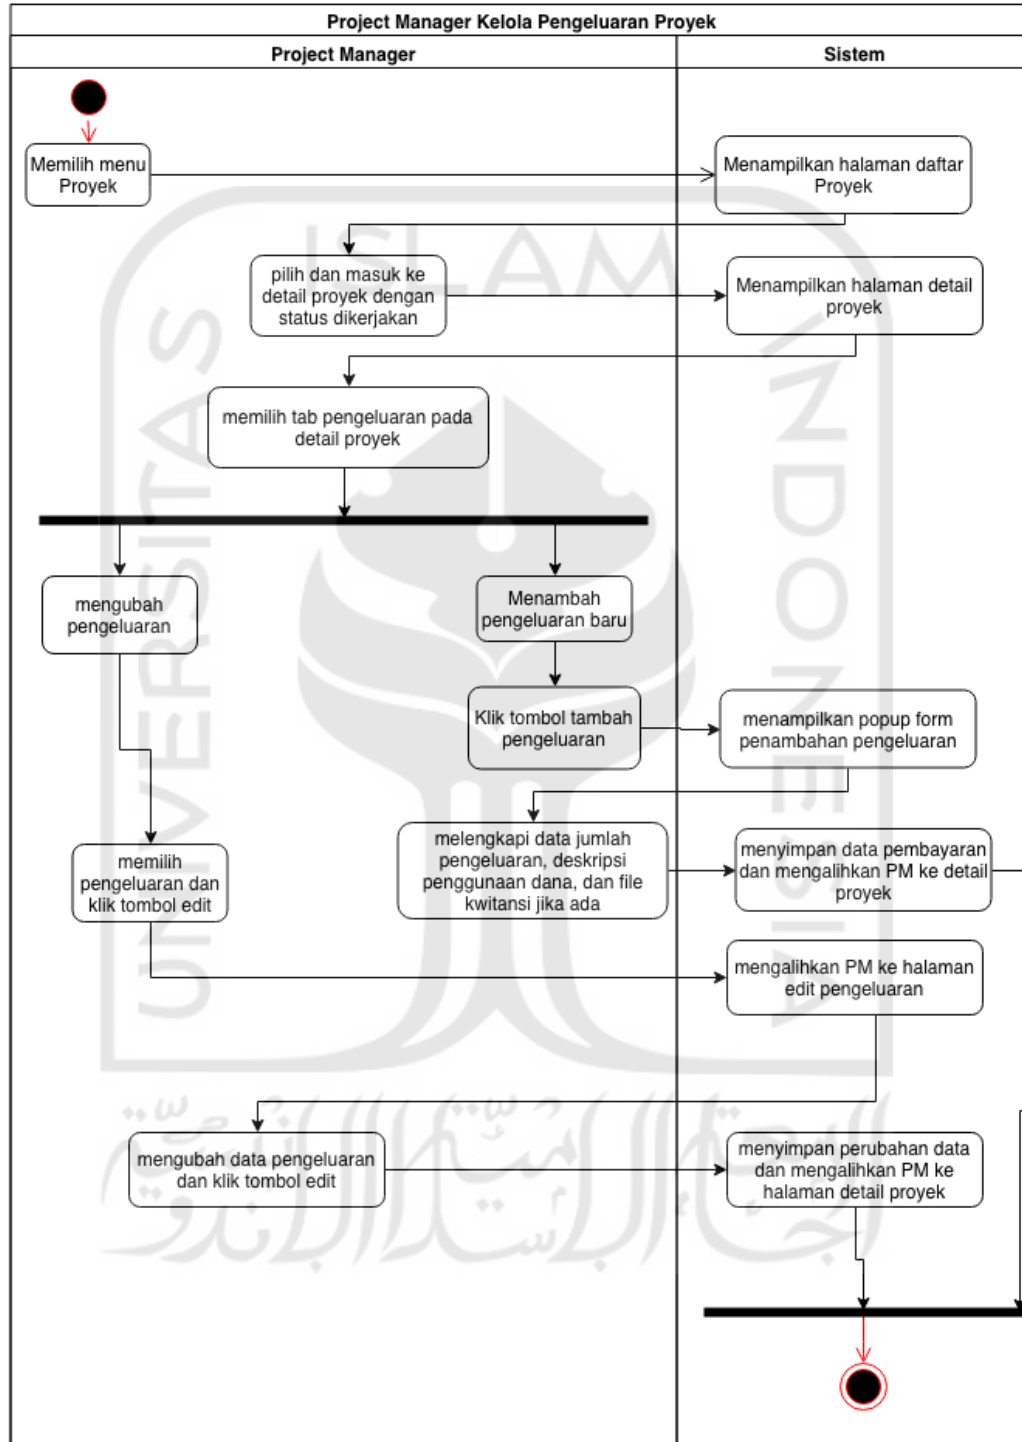 Project Manager Kelola Pengeluaran Proyek
Project Manager
Sistem
Memilih menu
Proyek
Menampilkan halaman daftar
Proyek
pilih dan masuk ke
detail proyek dengan
status dikerjakan
Menampilkan halaman detail
proyek
memilih tab pengeluaran pada
detail proyek
mengubah
pengeluaran
Menambah
pengeluaran baru
Klik tombol tambah
pengeluaran
menampilkan popup form
penambahan pengeluaran
memilih
pengeluaran dan
klik tombol edit
melengkapi data jumlah
pengeluaran, deskripsi
penggunaan dana, dan file
kwitansi jika ada
menyimpan data pembayaran
dan mengalihkan PM ke detail
proyek
mengalihkan PM ke halaman
edit pengeluaran
mengubah data pengeluaran
dan klik tombol edit
menyimpan perubahan data
dan mengalihkan PM ke
halaman detail proyek
UNIVERSITAS
ISLAM
INDONESIA